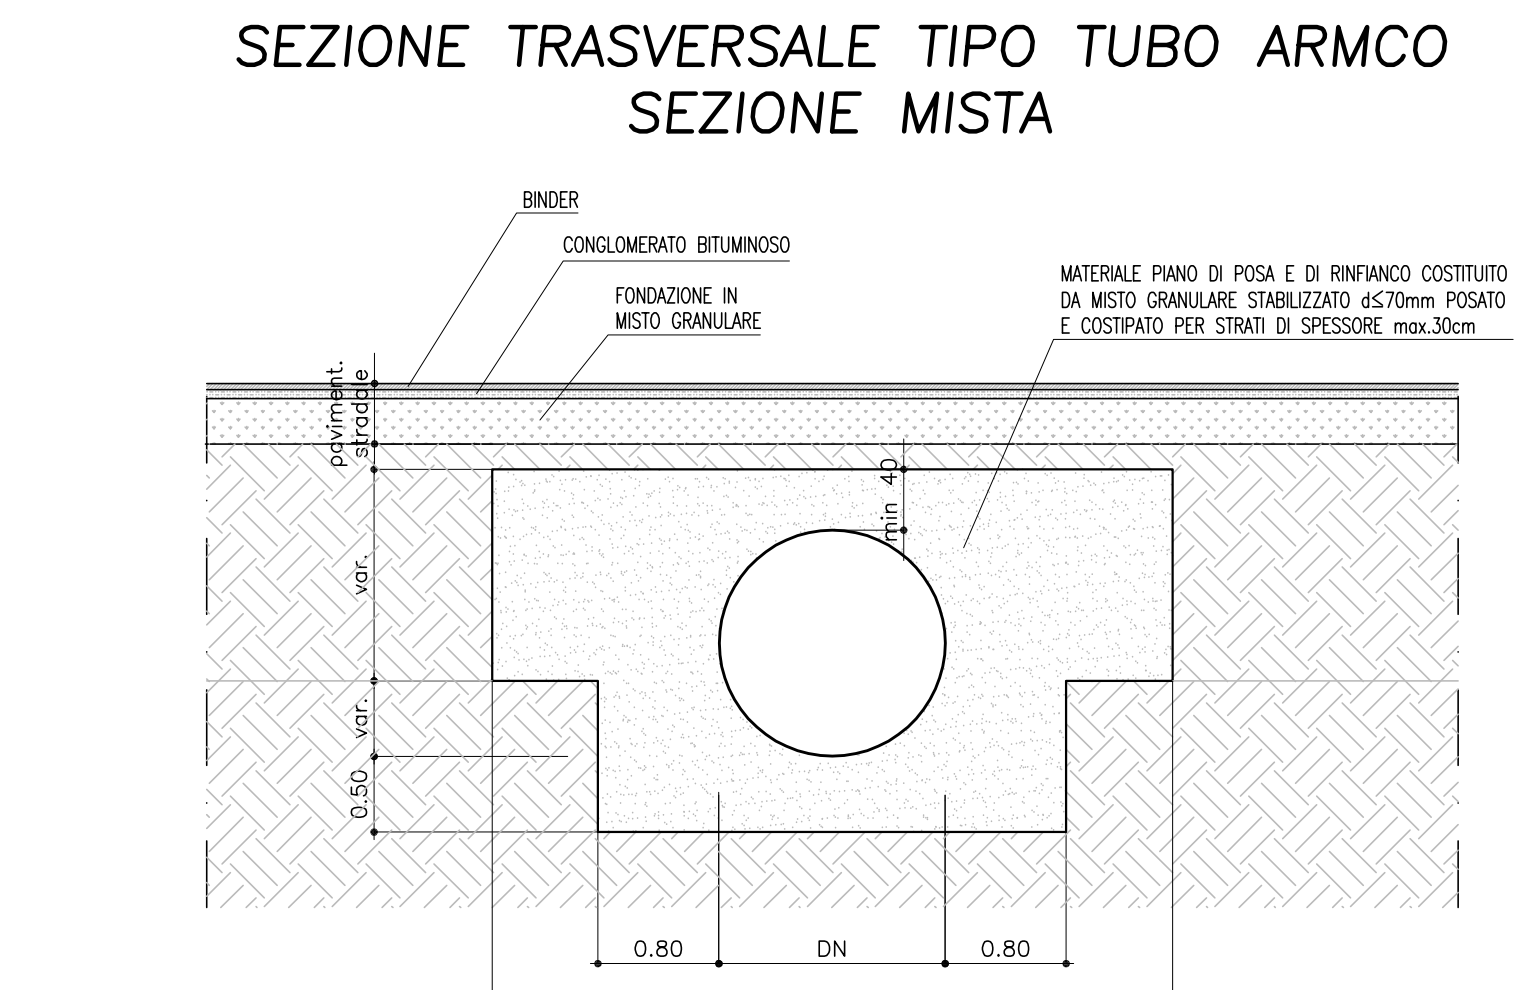 SEZIONE TRASVERSALE TIPO TUBO ARMCO
SEZIONE MISTA
BINDER
CONGLOMERATO BITUMINOSO
FONDAZIONE IN
MISTO GRANULARE
MATERIALE PIANO DI POSA E DI RINFIANCO COSTITUITO
DA MISTO GRANULARE STABILIZZATO d≤70mm POSATO
E COSTIPATO PER STRATI DI SPESSORE max.30cm
paviment.
stradale
min 40
var.
var.
0.50
0.80
DN
0.80